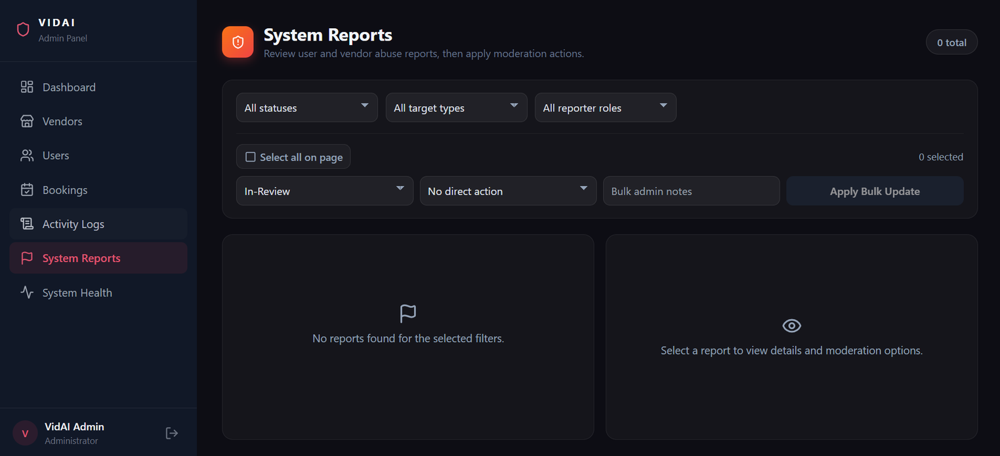 VIDAI
Admin Panel
Dashboard
Vendors
Users
Bookings
Activity Logs
System Reports
System Health
V
VidAI Admin
Administrator
System Reports
Review user and vendor abuse reports, then apply moderation actions.
0 total
All statuses
All target types
All reporter roles
Select all on page
0 selected
In-Review
No direct action
Bulk admin notes
Apply Bulk Update
No reports found for the selected filters.
Select a report to view details and moderation options.